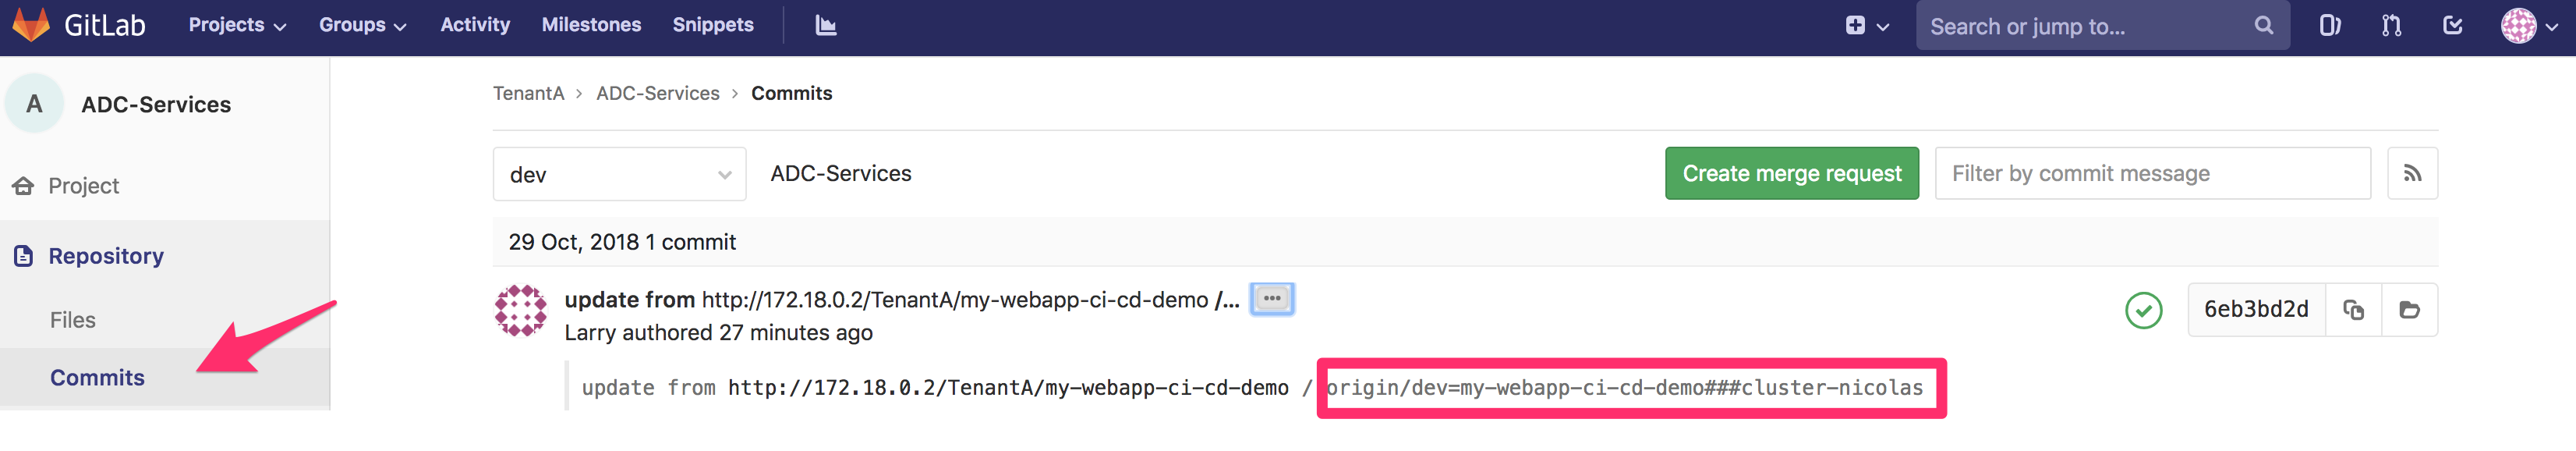 GitLab Projects Groups Activity Milestones Snippets Search or jump to...
A ADC-Services
TenantA > ADC-Services > Commits
dev ADC-Services Create merge request Filter by commit message
Project
29 Oct, 2018 1 commit
Repository
update from http://172.18.0.2/TenantA/my-webapp-ci-cd-demo /... ···
6eb3bd2d
Files
Larry authored 27 minutes ago
Commits
update from http://172.18.0.2/TenantA/my-webapp-ci-cd-demo / origin/dev=my-webapp-ci-cd-demo###cluster-nicolas